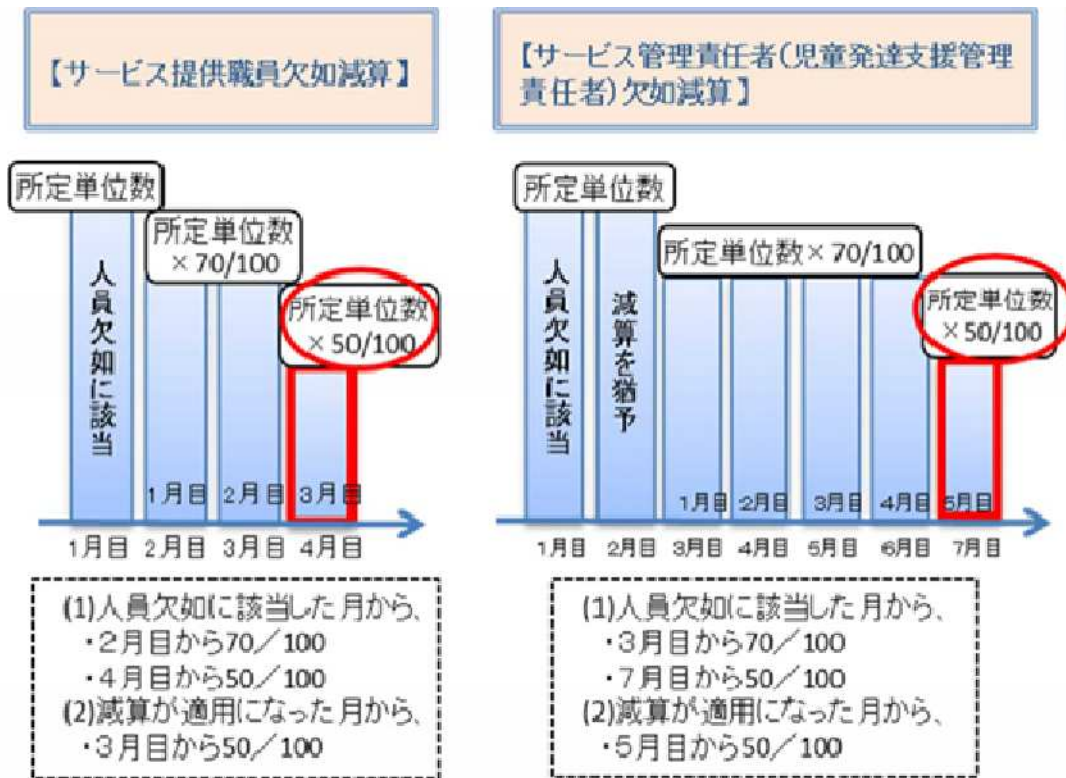 【サービス提供職員欠如減算】
所定単位数
人員欠如に該当
所定単位数
×70/100
所定単位数
×50/100
1月目
2月目
3月目
1月目
2月目
3月目
4月目
(1)人員欠如に該当した月から、
・2月目から70/100
・4月目から50/100
(2)減算が適用になった月から、
・3月目から50/100
【サービス管理責任者(児童発達支援管理
責任者)欠如減算】
所定単位数
人員欠如に該当
減算を猶予
所定単位数×70/100
所定単位数
×50/100
1月目
2月目
3月目
4月目
5月目
1月目
2月目
3月目
4月目
5月目
6月目
7月目
(1)人員欠如に該当した月から、
・3月目から70/100
・7月目から50/100
(2)減算が適用になった月から、
・5月目から50/100